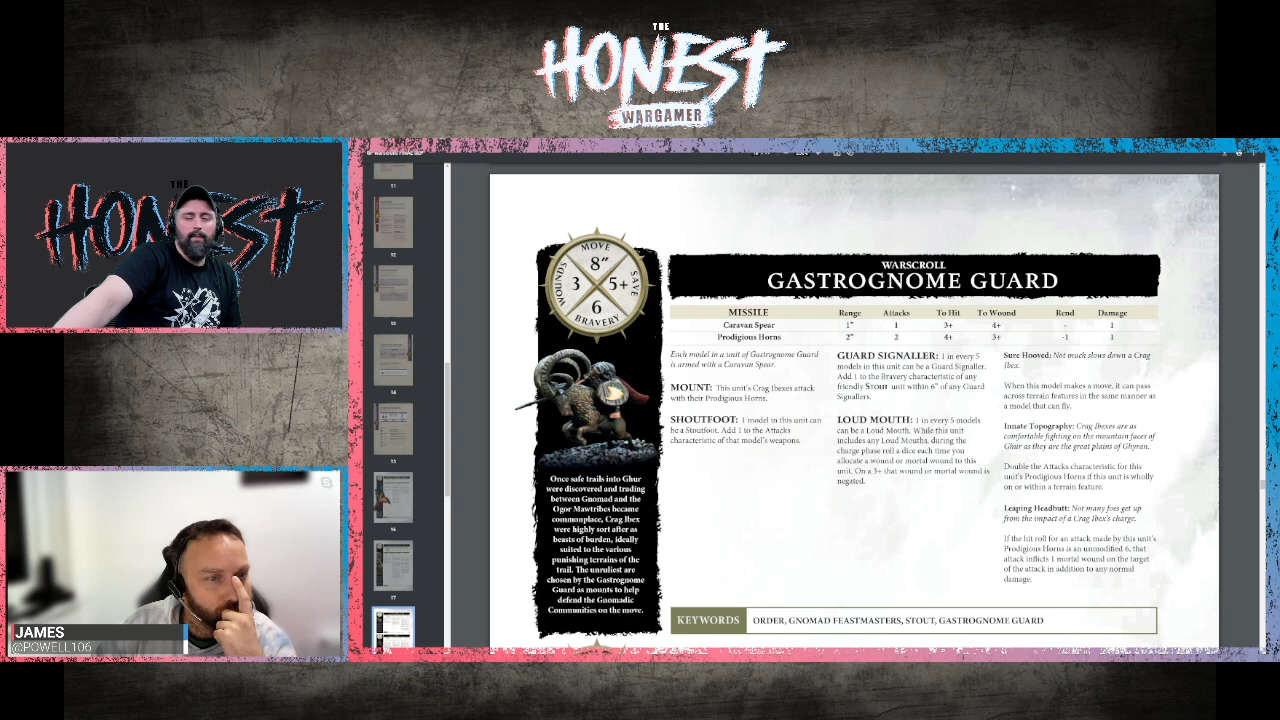 THE
HONEST
WARGAMER
THE
HONEST
JAMES
@POWELL106
11
12
13
14
15
16
17
MOVE
8"
WOUNDS
3
5+
SAVE
6
BRAVERY
Once safe trails into Ghur
were discovered and trading
between Gnomad and the
Ogor Mawtribes became
commonplace, Crag Ibex
were highly sort after as
beasts of burden, ideally
suited to the various
punishing terrains of the
trail. The unruliest are
chosen by the Gastrognome
Guard as mounts to help
defend the Gnomadic
Communities on the move.
WARSCROLL
GASTROGNOME GUARD
MISSILE Range Attacks To Hit To Wound Rend Damage
Caravan Spear 1" 1 3+ 4+ - 1
Prodigious Horns 2" 2 4+ 3+ -1 1
Each model in a unit of Gastrognome Guard
is armed with a Caravan Spear.
MOUNT: This unit's Crag Ibexes attack
with their Prodigious Horns.
SHOUTFOOT: 1 model in this unit can
be a Stoutfoot. Add 1 to the Attacks
characteristic of that model's weapons.
GUARD SIGNALLER: 1 in every 5
models in this unit can be a Guard Signaller.
Add 1 to the Bravery characteristic of any
friendly STOUT unit within 6" of any Guard
Signallers.
LOUD MOUTH: 1 in every 5 models
can be a Loud Mouth. While this unit
includes any Loud Mouths, during the
charge phase roll a dice each time you
allocate a wound or mortal wound to this
unit. On a 3+ that wound or mortal wound is
negated.
Sure Hooved: Not much slows down a Crag
Ibex.
When this model makes a move, it can pass
across terrain features in the same manner as
a model that can fly.
Innate Topography: Crag Ibexes are as
comfortable fighting on the mountain faces of
Ghur as they are the great plains of Ghyran.
Double the Attacks characteristic for this
unit's Prodigious Horns if this unit is wholly
on or within a terrain feature.
Leaping Headbutt: Not many foes get up
from the impact of a Crag Ibex's charge.
If the hit roll for an attack made by this unit's
Prodigious Horns is an unmodified 6, that
attack inflicts 1 mortal wound on the target
of the attack in addition to any normal
damage.
KEYWORDS ORDER, GNOMAD FEASTMASTERS, STOUT, GASTROGNOME GUARD